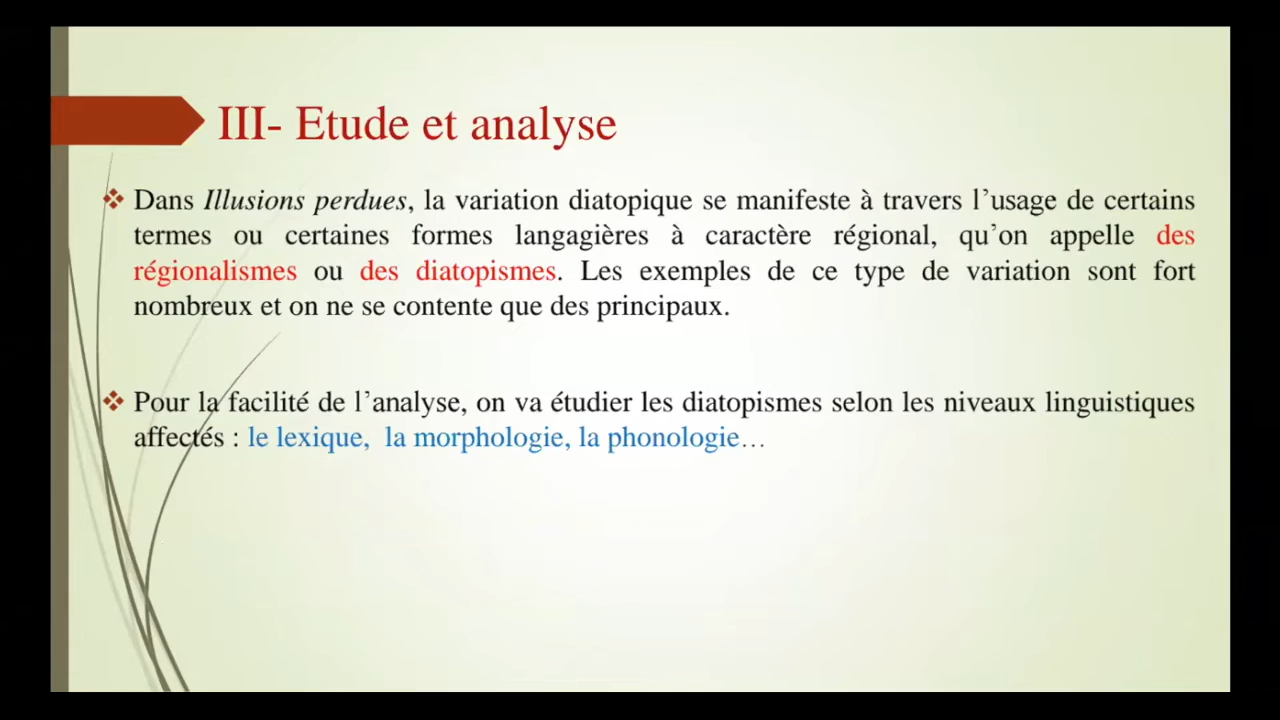 III- Etude et analyse
Dans Illusions perdues, la variation diatopique se manifeste à travers l’usage de certains
termes ou certaines formes langagières à caractère régional, qu’on appelle des
régionalismes ou des diatopismes. Les exemples de ce type de variation sont fort
nombreux et on ne se contente que des principaux.
Pour la facilité de l’analyse, on va étudier les diatopismes selon les niveaux linguistiques
affectés : le lexique,  la morphologie, la phonologie…